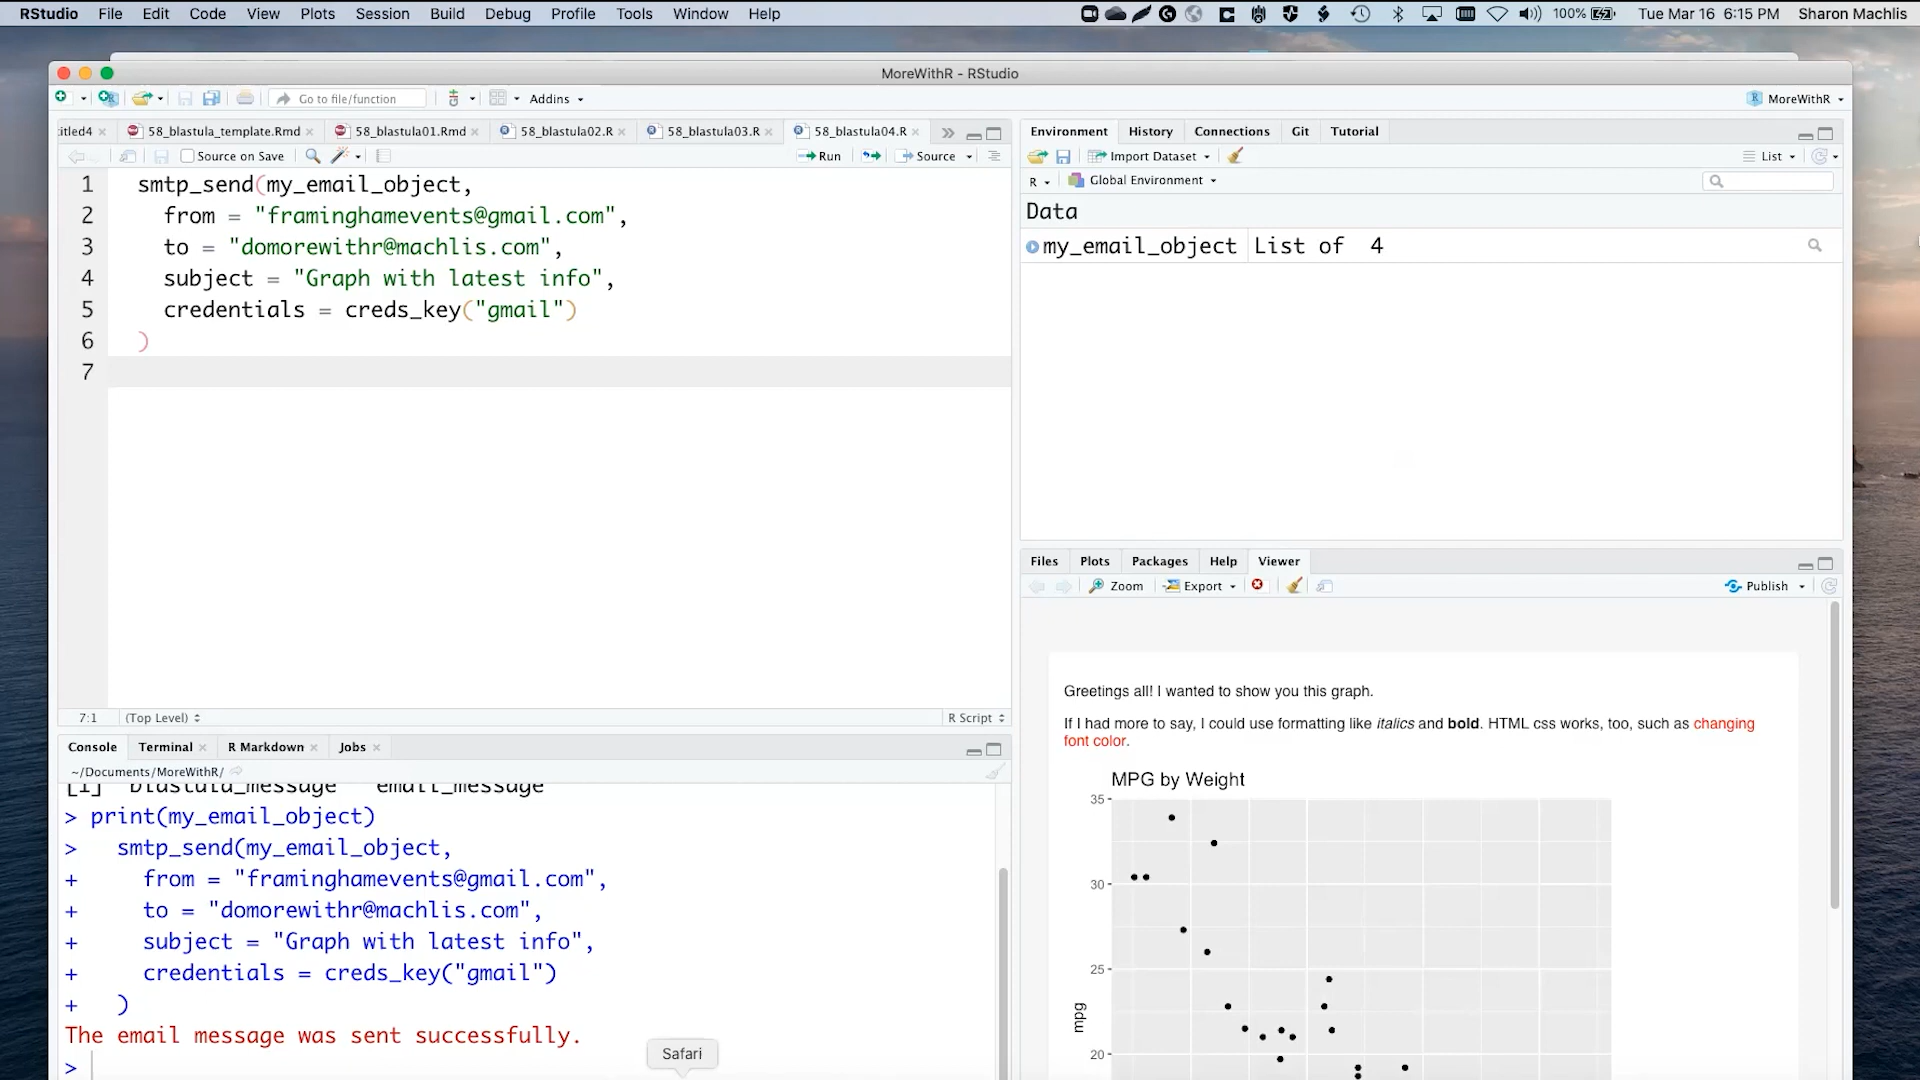 RStudio File Edit Code View Plots Session Build Debug Profile Tools Window Help 100% Tue Mar 16 6:15 PM Sharon Machlis
MoreWithR - RStudio
Go to file/function Addins MoreWithR
titled4 58_blastula_template.Rmd 58_blastula01.Rmd 58_blastula02.R 58_blastula03.R 58_blastula04.R
Source on Save Run Source
1 smtp_send(my_email_object,
2 from = "framinghamevents@gmail.com",
3 to = "domorewithr@machlis.com",
4 subject = "Graph with latest info",
5 credentials = creds_key("gmail")
6 )
7
7:1 (Top Level) R Script
Console Terminal R Markdown Jobs
~/Documents/MoreWithR/
[1] "blastula_message" "email_message"
> print(my_email_object)
> smtp_send(my_email_object,
+ from = "framinghamevents@gmail.com",
+ to = "domorewithr@machlis.com",
+ subject = "Graph with latest info",
+ credentials = creds_key("gmail")
+ )
The email message was sent successfully.
>
Safari
Environment History Connections Git Tutorial
Import Dataset List
R Global Environment
Data
my_email_object List of 4
Files Plots Packages Help Viewer
Zoom Export Publish
Greetings all! I wanted to show you this graph.
If I had more to say, I could use formatting like italics and bold. HTML css works, too, such as changing
font color.
MPG by Weight
35
30
25
mpg
20